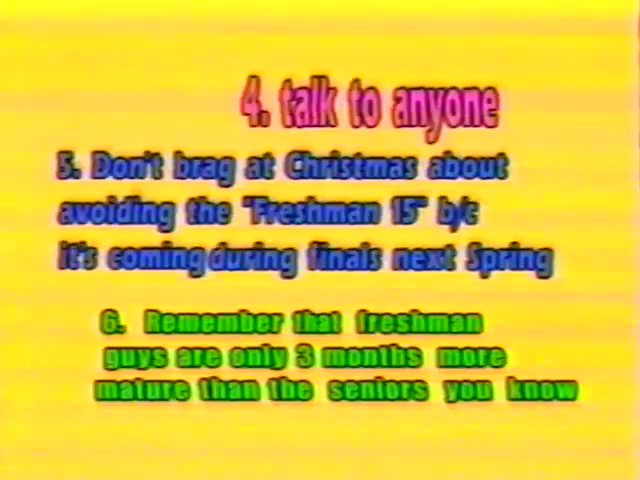 4. talk to anyone
5. Don't brag at Christmas about
avoiding the "Freshman 15" b/c
it's coming during finals next Spring
6. Remember that freshman
guys are only 3 months more
mature than the seniors you know